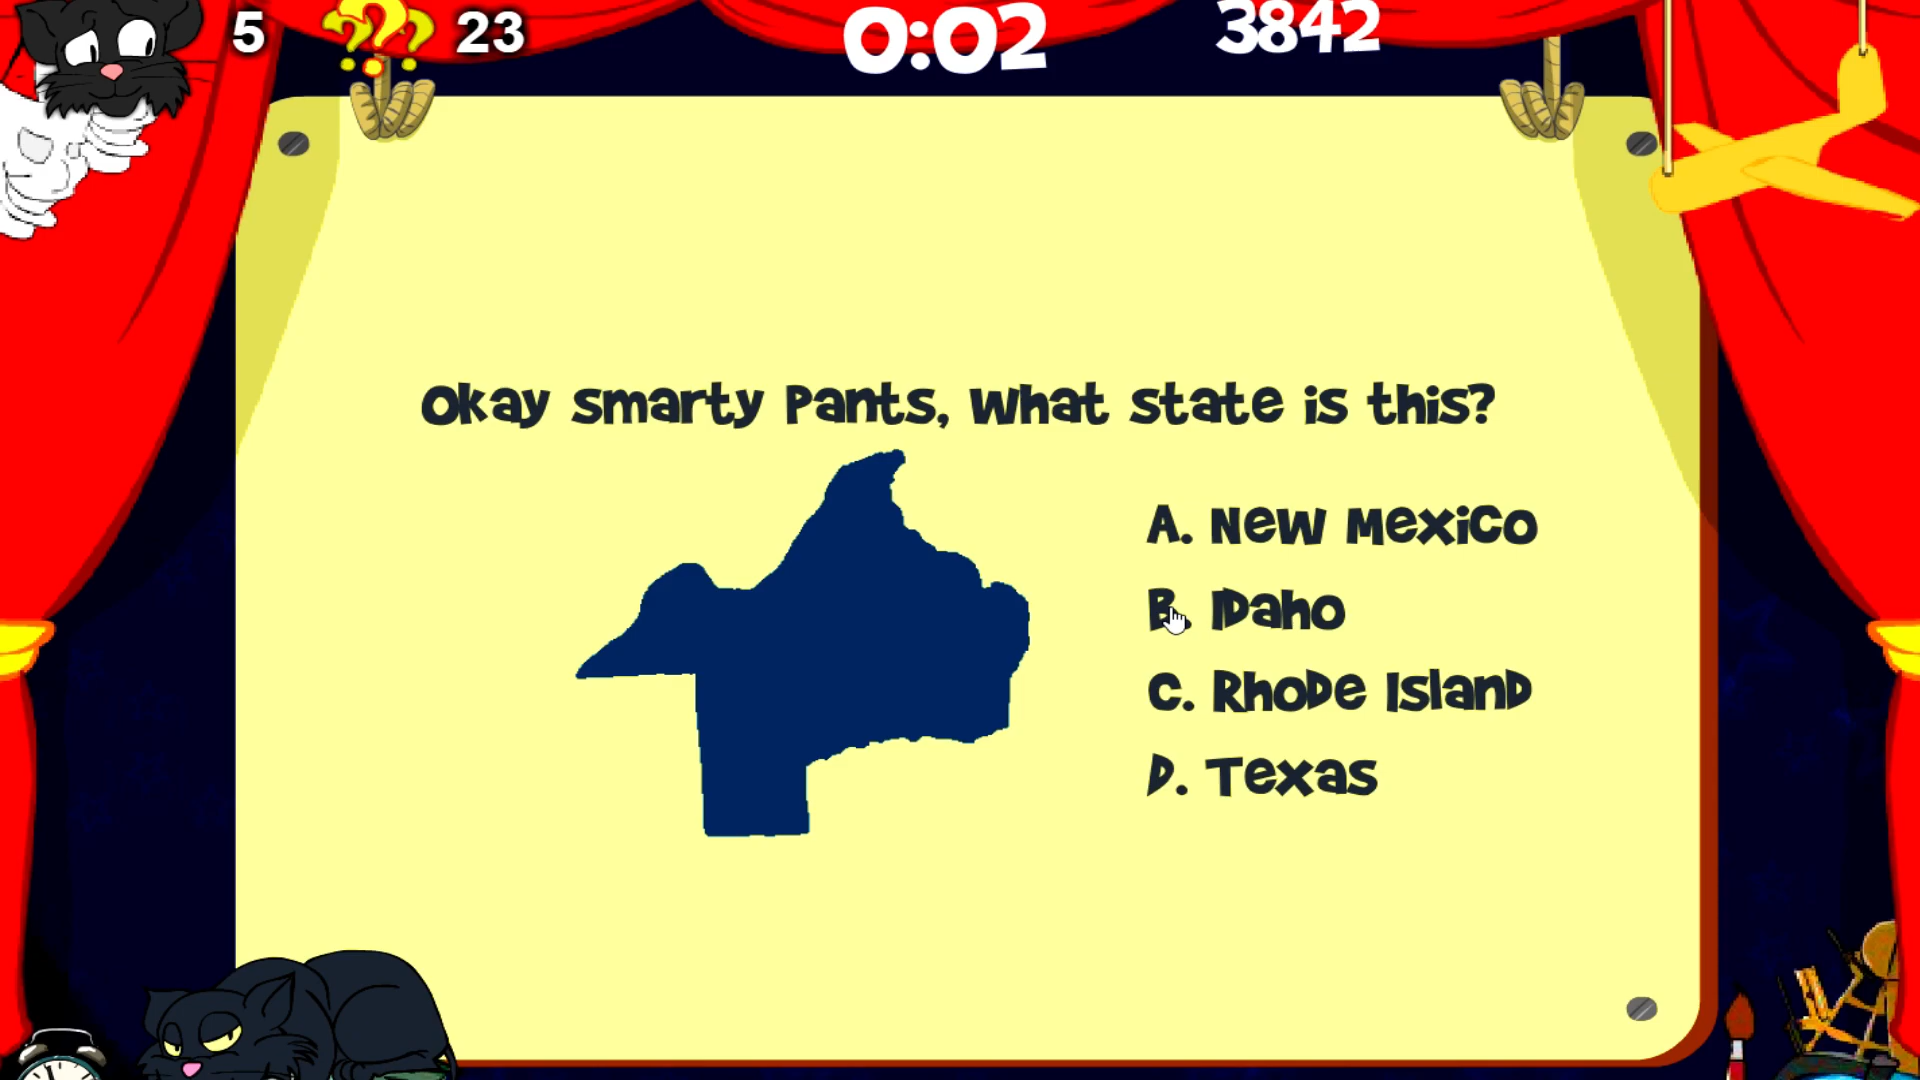 5 ??? 23 0:02 3842
Okay smarty pants, what state is this?
A. New Mexico
B. Idaho
C. Rhode Island
D. Texas